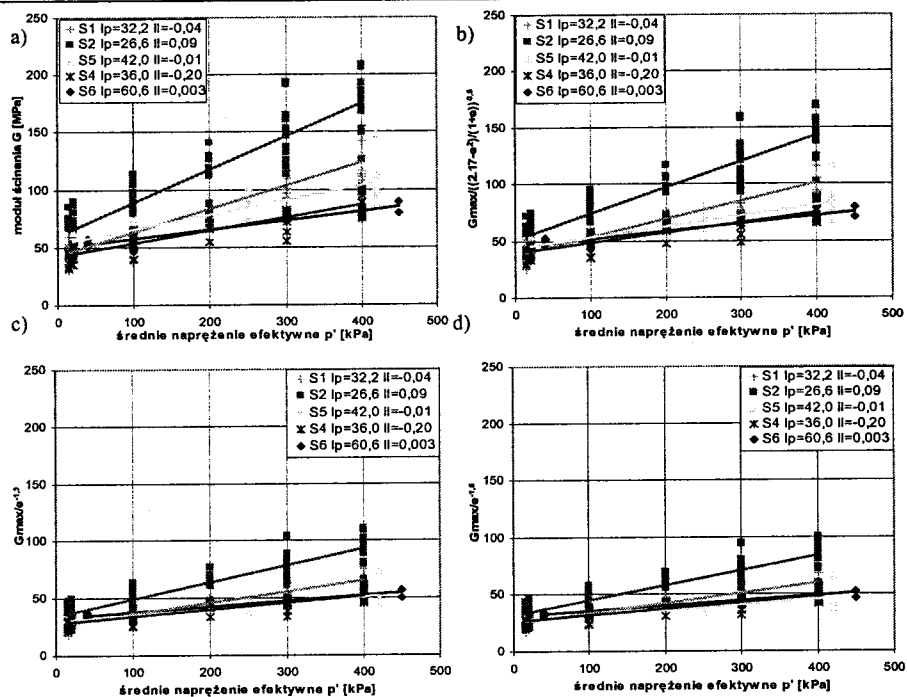 a)
S1 Ip=32,2 Il=-0,04
S2 Ip=26,6 Il=0,09
S5 Ip=42,0 Il=-0,01
S4 Ip=36,0 Il=-0,20
S6 Ip=60,6 Il=0,003
250
200
150
100
50
0
moduł ścinania G [MPa]
0 100 200 300 400 500
średnie naprężenie efektywne p' [kPa]
b)
S1 Ip=32,2 Il=-0,04
S2 Ip=26,6 Il=0,09
S5 Ip=42,0 Il=-0,01
S4 Ip=36,0 Il=-0,20
S6 Ip=60,6 Il=0,003
250
200
150
100
50
0
0 100 200 300 400 500
średnie naprężenie efektywne p' [kPa]
c)
S1 Ip=32,2 Il=-0,04
S2 Ip=26,6 Il=0,09
S5 Ip=42,0 Il=-0,01
S4 Ip=36,0 Il=-0,20
S6 Ip=60,6 Il=0,003
250
200
150
100
50
0
Gmax/e-1,3
0 100 200 300 400 500
średnie naprężenie efektywne p' [kPa]
d)
S1 Ip=32,2 Il=-0,04
S2 Ip=26,6 Il=0,09
S5 Ip=42,0 Il=-0,01
S4 Ip=36,0 Il=-0,20
S6 Ip=60,6 Il=0,003
250
200
150
100
50
0
0 100 200 300 400 500
średnie naprężenie efektywne p' [kPa]